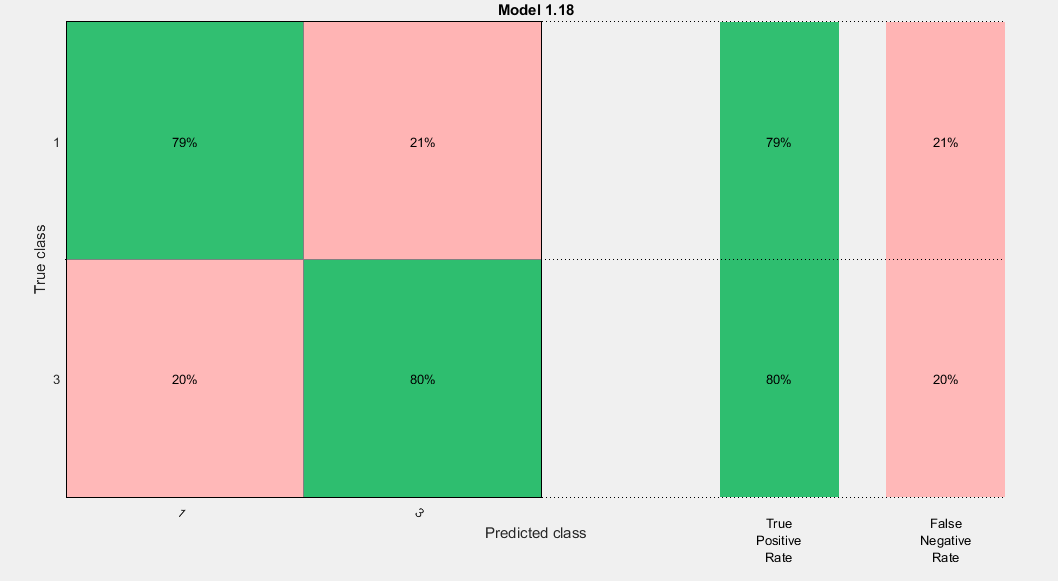 Model 1.18
1
79%
21%
79%
21%
True class
3
20%
80%
80%
20%
1
3
Predicted class
True
Positive
Rate
False
Negative
Rate